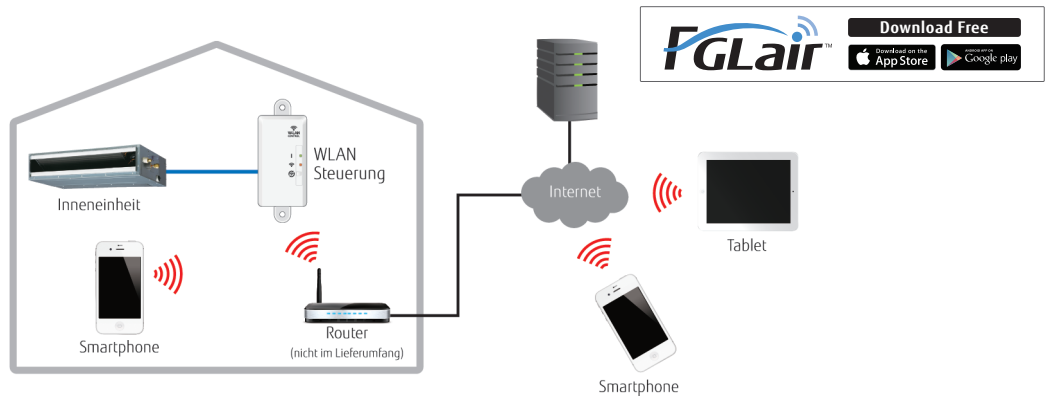 FGLair™
Download Free
Download on the
App Store
ANDROID APP ON
Google play
WLAN
WLAN
Steuerung
Inneneinheit
Internet
Tablet
Smartphone
Router
(nicht im Lieferumfang)
Smartphone